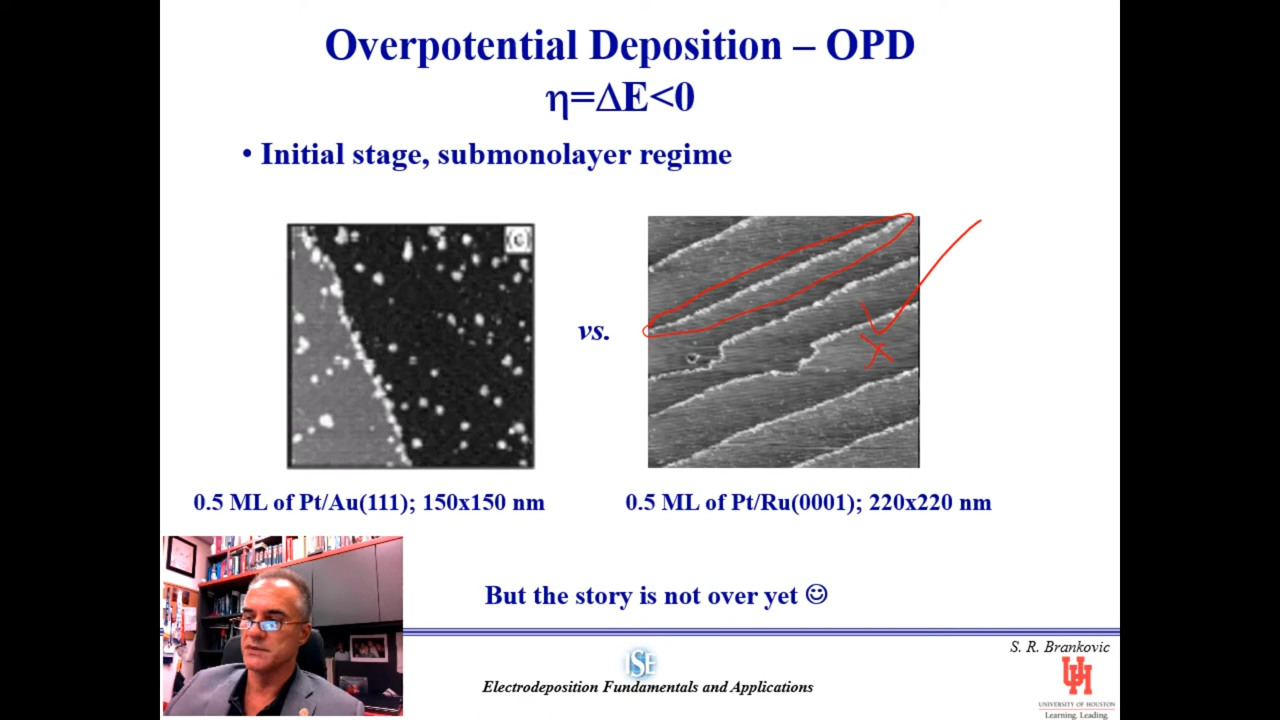 Overpotential Deposition – OPD
η=ΔE<0
• Initial stage, submonolayer regime
(c)
vs.
0.5 ML of Pt/Au(111); 150x150 nm
0.5 ML of Pt/Ru(0001); 220x220 nm
But the story is not over yet ☺
S. R. Brankovic
ISE
Electrodeposition Fundamentals and Applications
UNIVERSITY OF HOUSTON
Learning. Leading.